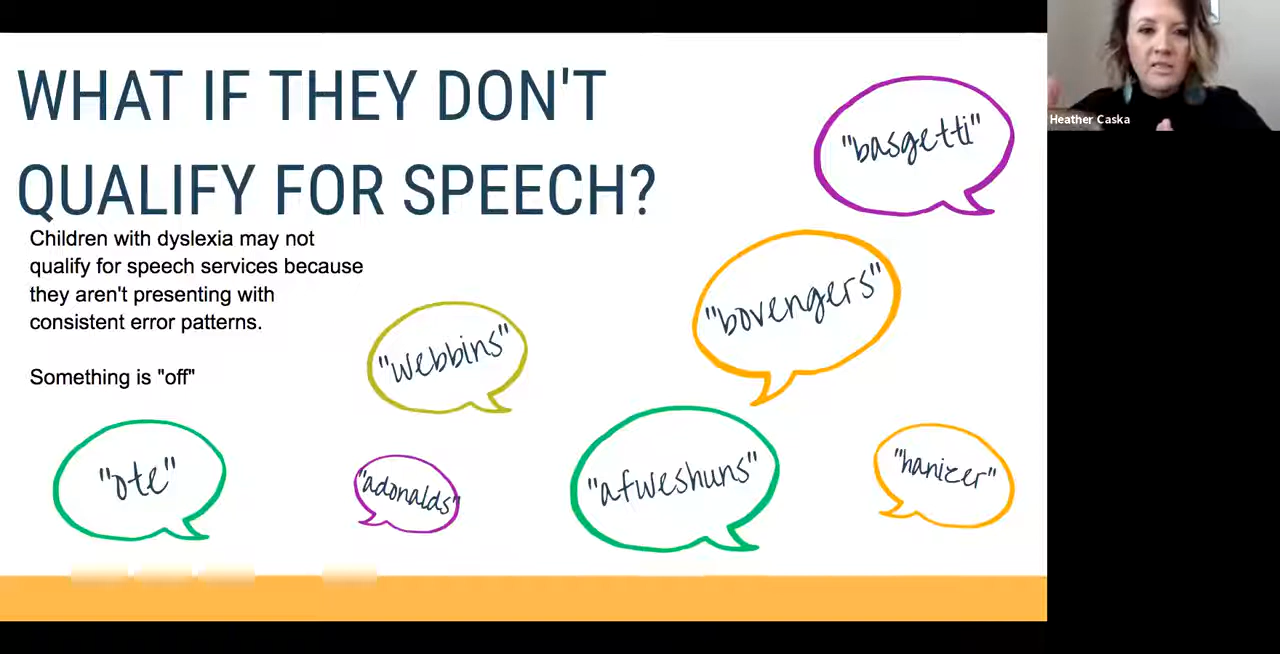 WHAT IF THEY DON'T
QUALIFY FOR SPEECH?
Children with dyslexia may not
qualify for speech services because
they aren't presenting with
consistent error patterns.
Something is "off"
"basgetti"
"bovengers"
"webbins"
"ote"
"adonalds"
"afweshuns"
"hanizer"
Heather Caska